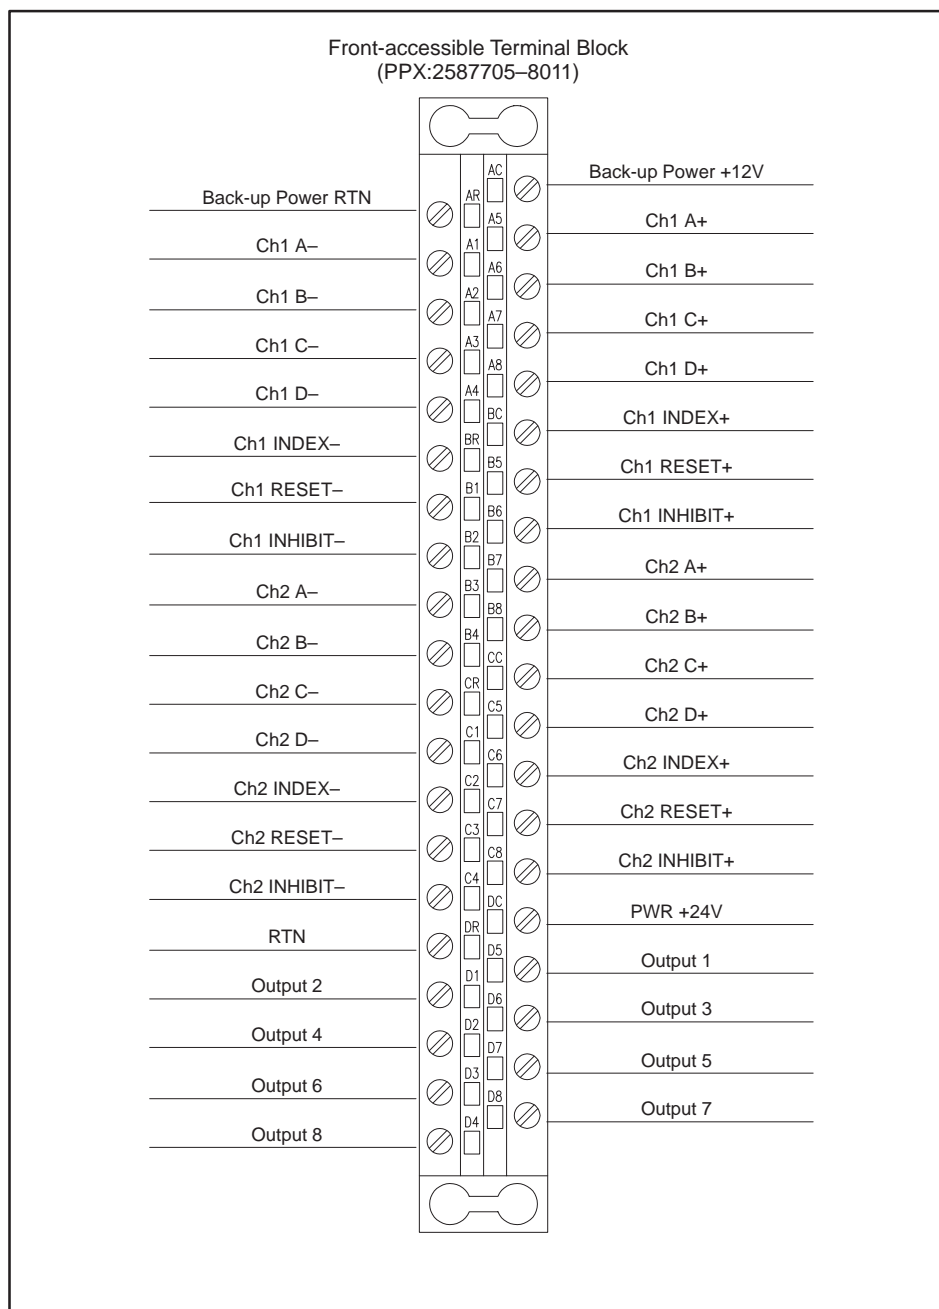 Front-accessible Terminal Block
(PPX:2587705–8011)
AC
Back-up Power +12V
Back-up Power RTN
AR
A5
Ch1 A+
Ch1 A–
A1
A6
Ch1 B+
Ch1 B–
A2
A7
Ch1 C+
Ch1 C–
A3
A8
Ch1 D+
Ch1 D–
A4
BC
Ch1 INDEX+
Ch1 INDEX–
BR
B5
Ch1 RESET+
Ch1 RESET–
B1
B6
Ch1 INHIBIT+
Ch1 INHIBIT–
B2
B7
Ch2 A+
Ch2 A–
B3
B8
Ch2 B+
Ch2 B–
B4
CC
Ch2 C+
Ch2 C–
CR
C5
Ch2 D+
Ch2 D–
C1
C6
Ch2 INDEX+
Ch2 INDEX–
C2
C7
Ch2 RESET+
Ch2 RESET–
C3
C8
Ch2 INHIBIT+
Ch2 INHIBIT–
C4
DC
PWR +24V
RTN
DR
D5
Output 1
Output 2
D1
D6
Output 3
Output 4
D2
D7
Output 5
Output 6
D3
D8
Output 7
Output 8
D4